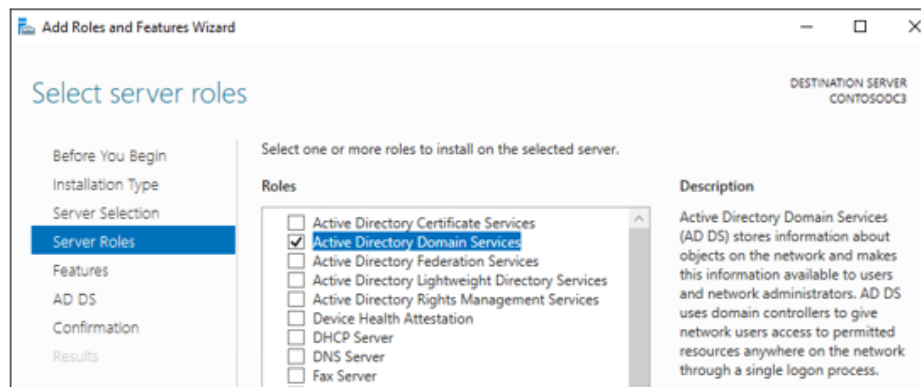 Add Roles and Features Wizard
Select server roles
DESTINATION SERVER
CONTOSODC3
Before You Begin
Installation Type
Server Selection
Server Roles
Features
AD DS
Confirmation
Results
Select one or more roles to install on the selected server.
Roles
Active Directory Certificate Services
Active Directory Domain Services
Active Directory Federation Services
Active Directory Lightweight Directory Services
Active Directory Rights Management Services
Device Health Attestation
DHCP Server
DNS Server
Fax Server
Description
Active Directory Domain Services
(AD DS) stores information about
objects on the network and makes
this information available to users
and network administrators. AD DS
uses domain controllers to give
network users access to permitted
resources anywhere on the network
through a single logon process.